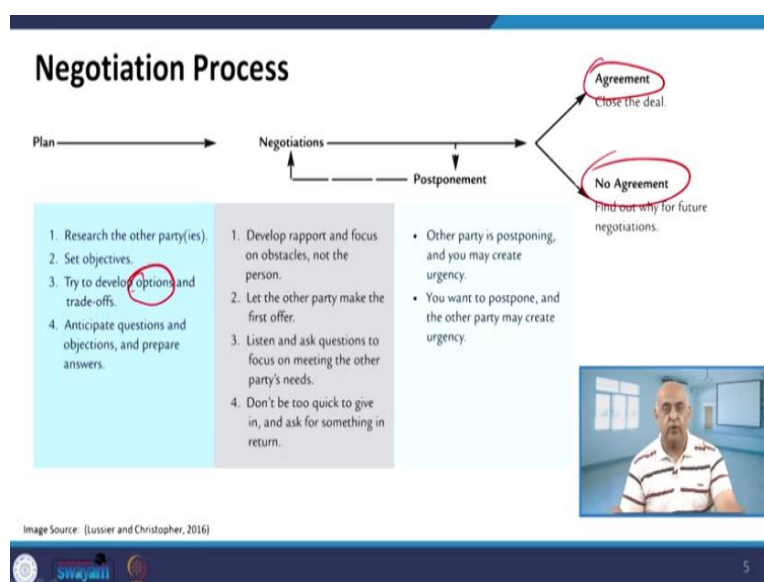 Negotiation Process
Agreement
Close the deal.
Plan
Negotiations
Postponement
No Agreement
Find out why for future
negotiations.
1. Research the other party(ies).
2. Set objectives.
3. Try to develop options and
trade-offs.
4. Anticipate questions and
objections, and prepare
answers.
1. Develop rapport and focus
on obstacles, not the
person.
2. Let the other party make the
first offer.
3. Listen and ask questions to
focus on meeting the other
party's needs.
4. Don't be too quick to give
in, and ask for something in
return.
• Other party is postponing,
and you may create
urgency.
• You want to postpone, and
the other party may create
urgency.
Image Source: (Lussier and Christopher, 2016)
swayam
5